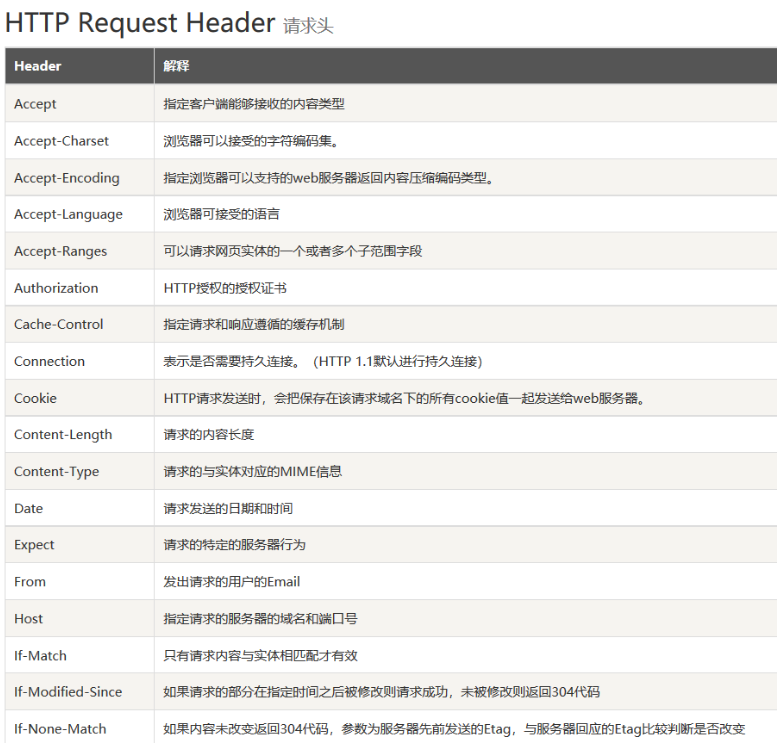 HTTP Request Header 请求头
Header 解释
Accept 指定客户端能够接收的内容类型
Accept-Charset 浏览器可以接受的字符编码集。
Accept-Encoding 指定浏览器可以支持的web服务器返回内容压缩编码类型。
Accept-Language 浏览器可接受的语言
Accept-Ranges 可以请求网页实体的一个或者多个子范围字段
Authorization HTTP授权的授权证书
Cache-Control 指定请求和响应遵循的缓存机制
Connection 表示是否需要持久连接。（HTTP 1.1默认进行持久连接）
Cookie HTTP请求发送时，会把保存在该请求域名下的所有cookie值一起发送给web服务器。
Content-Length 请求的内容长度
Content-Type 请求的与实体对应的MIME信息
Date 请求发送的日期和时间
Expect 请求的特定的服务器行为
From 发出请求的用户的Email
Host 指定请求的服务器的域名和端口号
If-Match 只有请求内容与实体相匹配才有效
If-Modified-Since 如果请求的部分在指定时间之后被修改则请求成功，未被修改则返回304代码
If-None-Match 如果内容未改变返回304代码，参数为服务器先前发送的Etag，与服务器回应的Etag比较判断是否改变